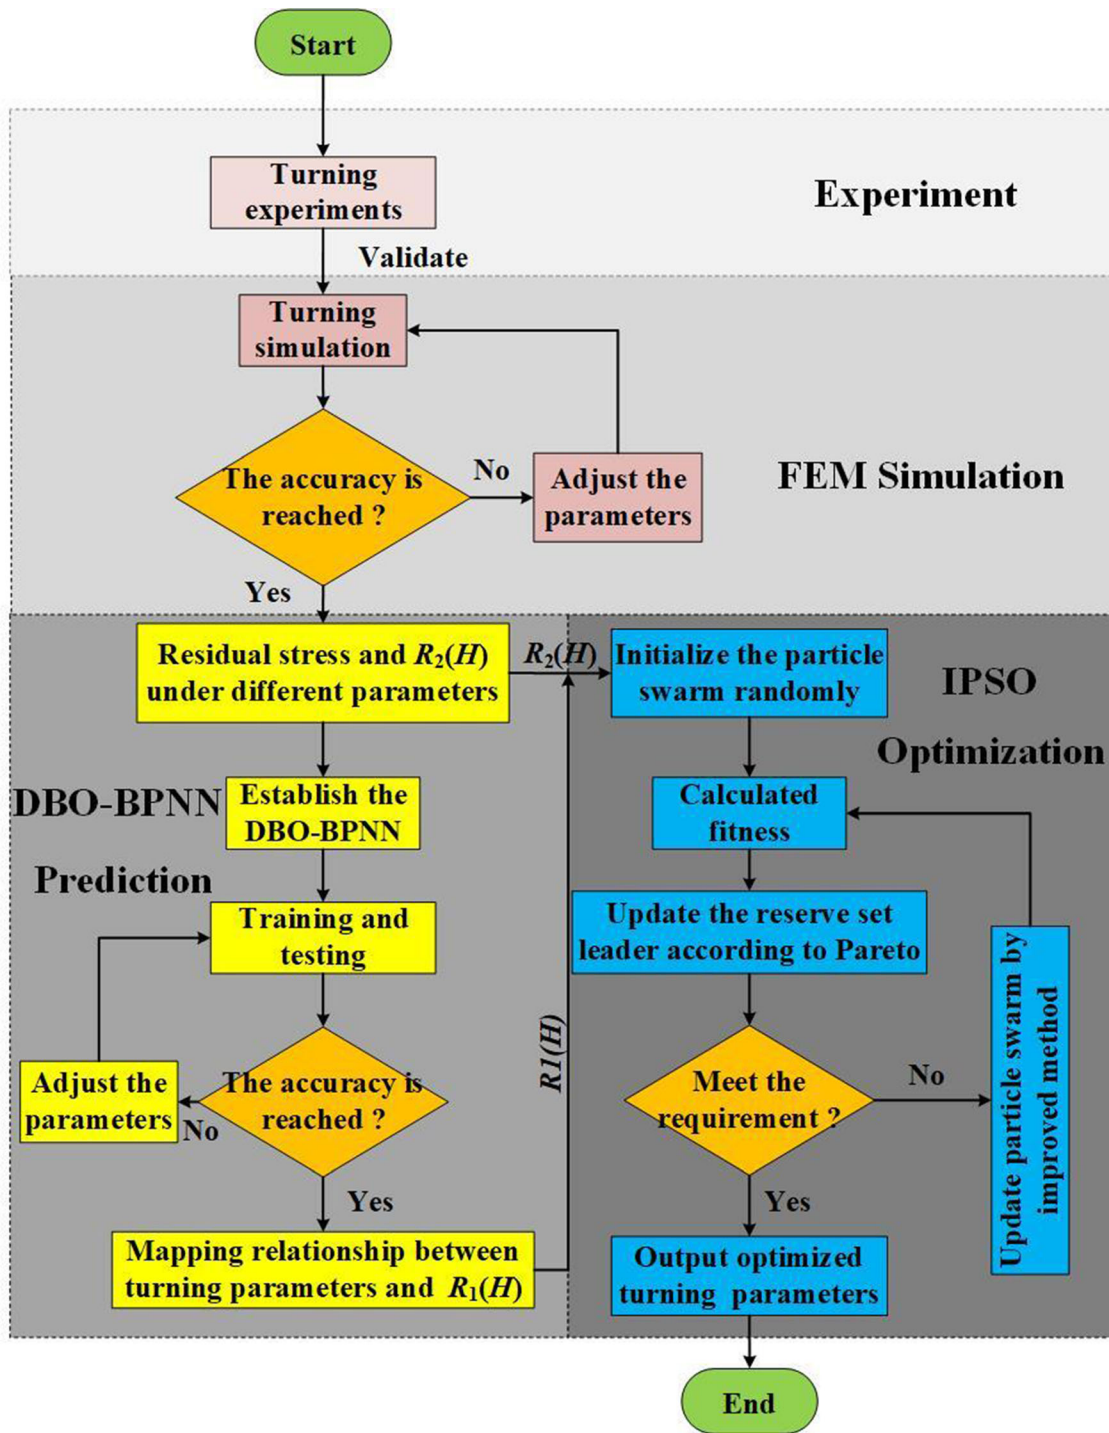 Start
Turning
experiments
Experiment
Validate
Turning
simulation
The accuracy is
reached ?
No
Adjust the
parameters
FEM Simulation
Yes
Residual stress and R₂(H)
under different parameters
R₂(H)
Initialize the particle
swarm randomly
IPSO
Optimization
DBO-BPNN
Prediction
Establish the
DBO-BPNN
Calculated
fitness
Training and
testing
Update the reserve set
leader according to Pareto
Update particle swarm by
improved method
R1(H)
Adjust the
parameters
The accuracy is
reached ?
No
Meet the
requirement ?
No
Yes
Yes
Mapping relationship between
turning parameters and R₁(H)
Output optimized
turning parameters
End